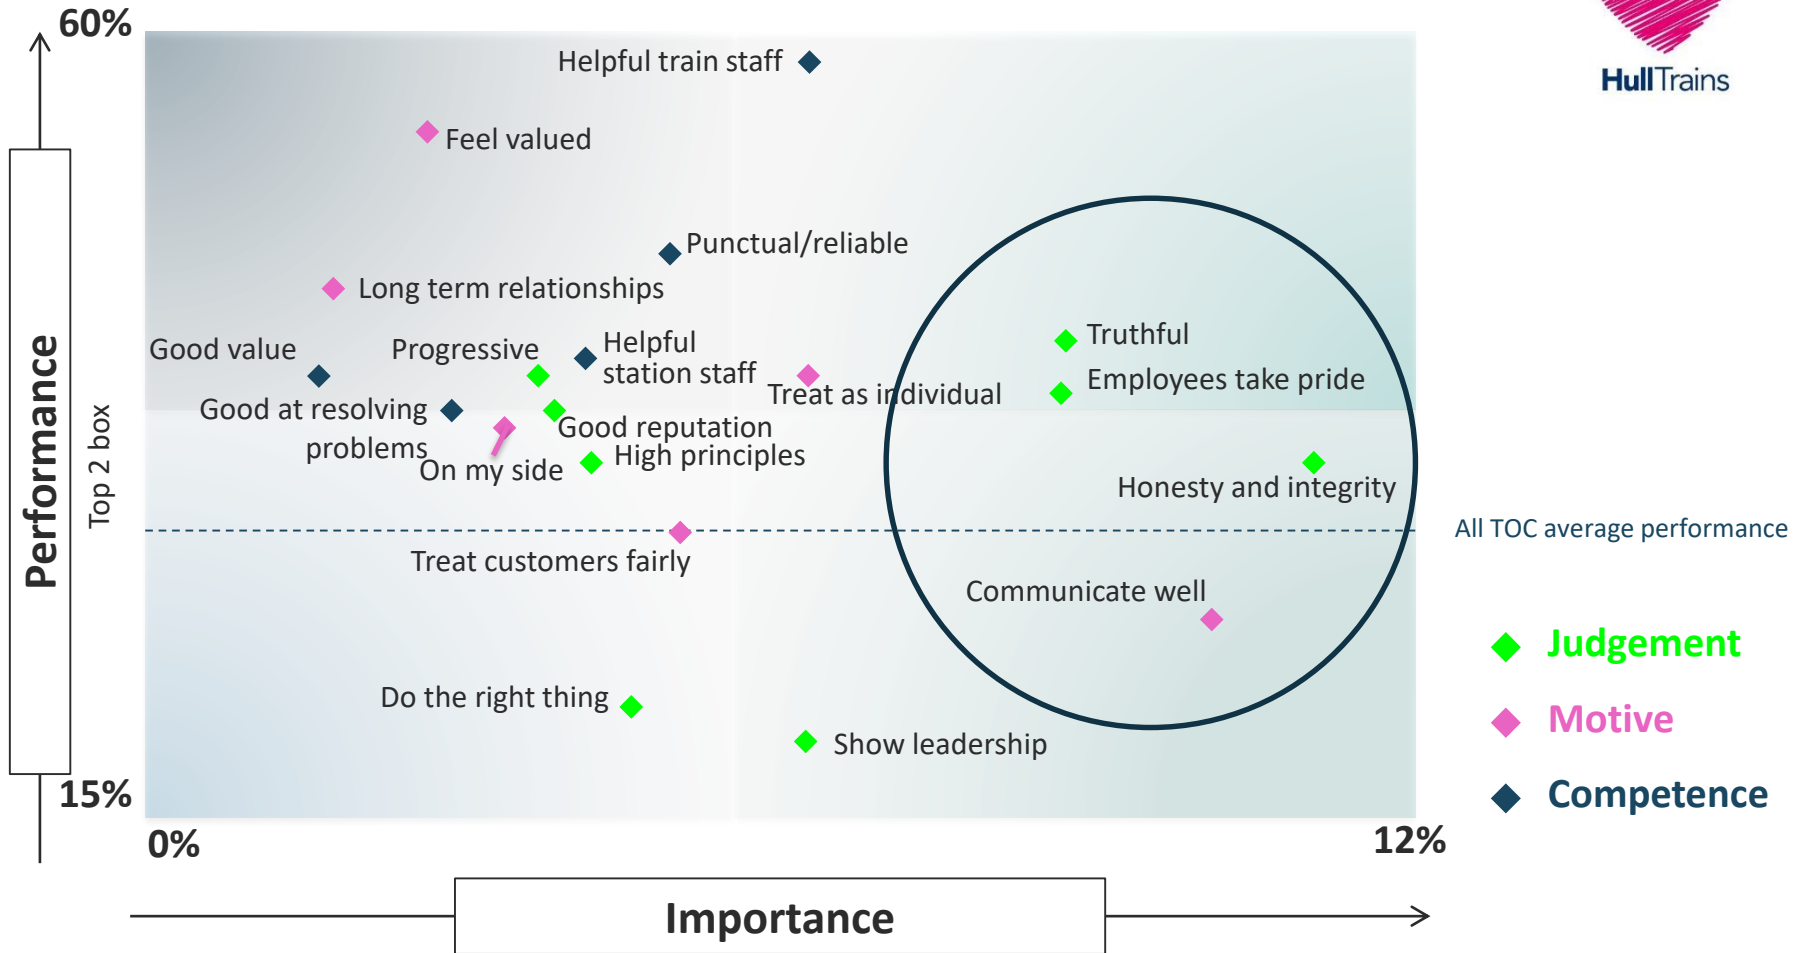 60%
HullTrains
Helpful train staff
Feel valued
Punctual/reliable
Long term relationships
Truthful
Good value
Progressive
Helpful
station staff
Employees take pride
Treat as individual
Good at resolving
problems
Good reputation
High principles
On my side
Honesty and integrity
All TOC average performance
Treat customers fairly
Communicate well
Do the right thing
Show leadership
Performance
Top 2 box
Judgement
Motive
Competence
15%
0%
12%
Importance